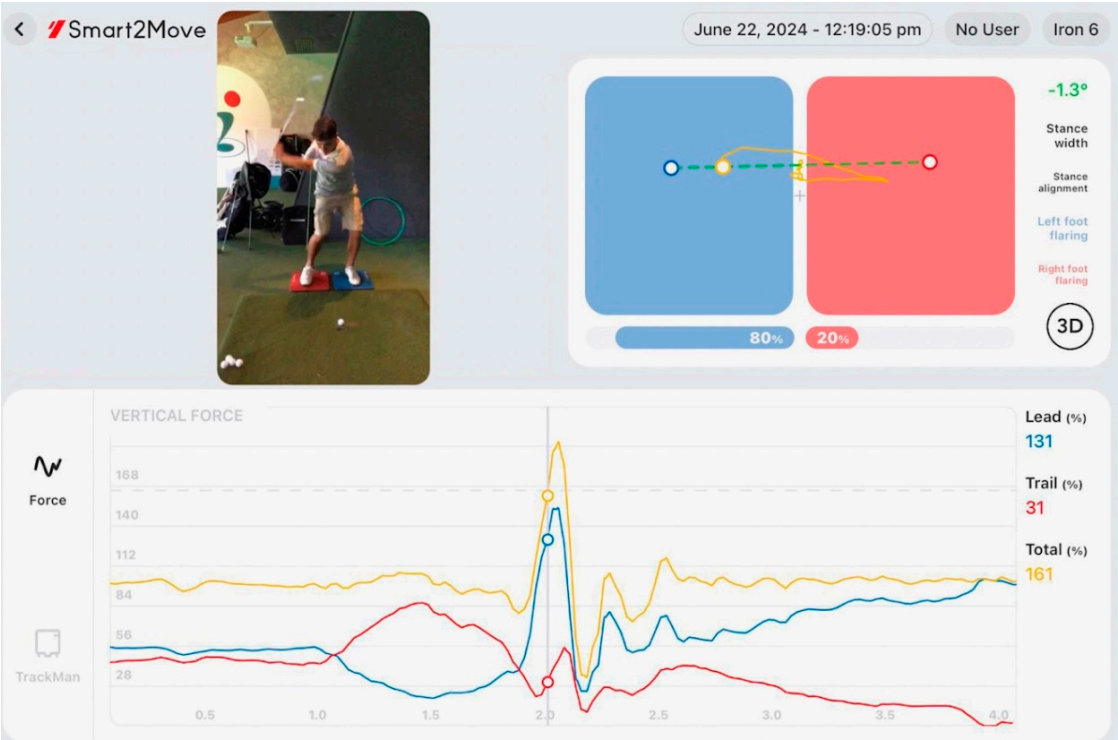 Smart2Move
June 22, 2024 - 12:19:05 pm
No User
Iron 6
-1.3°
Stance
width
Stance
alignment
Left foot
flaring
Right foot
flaring
80%
20%
3D
VERTICAL FORCE
Force
TrackMan
168
140
112
84
56
28
0.5
1.0
1.5
2.0
2.5
3.0
3.5
4.0
Lead (%)
131
Trail (%)
31
Total (%)
161